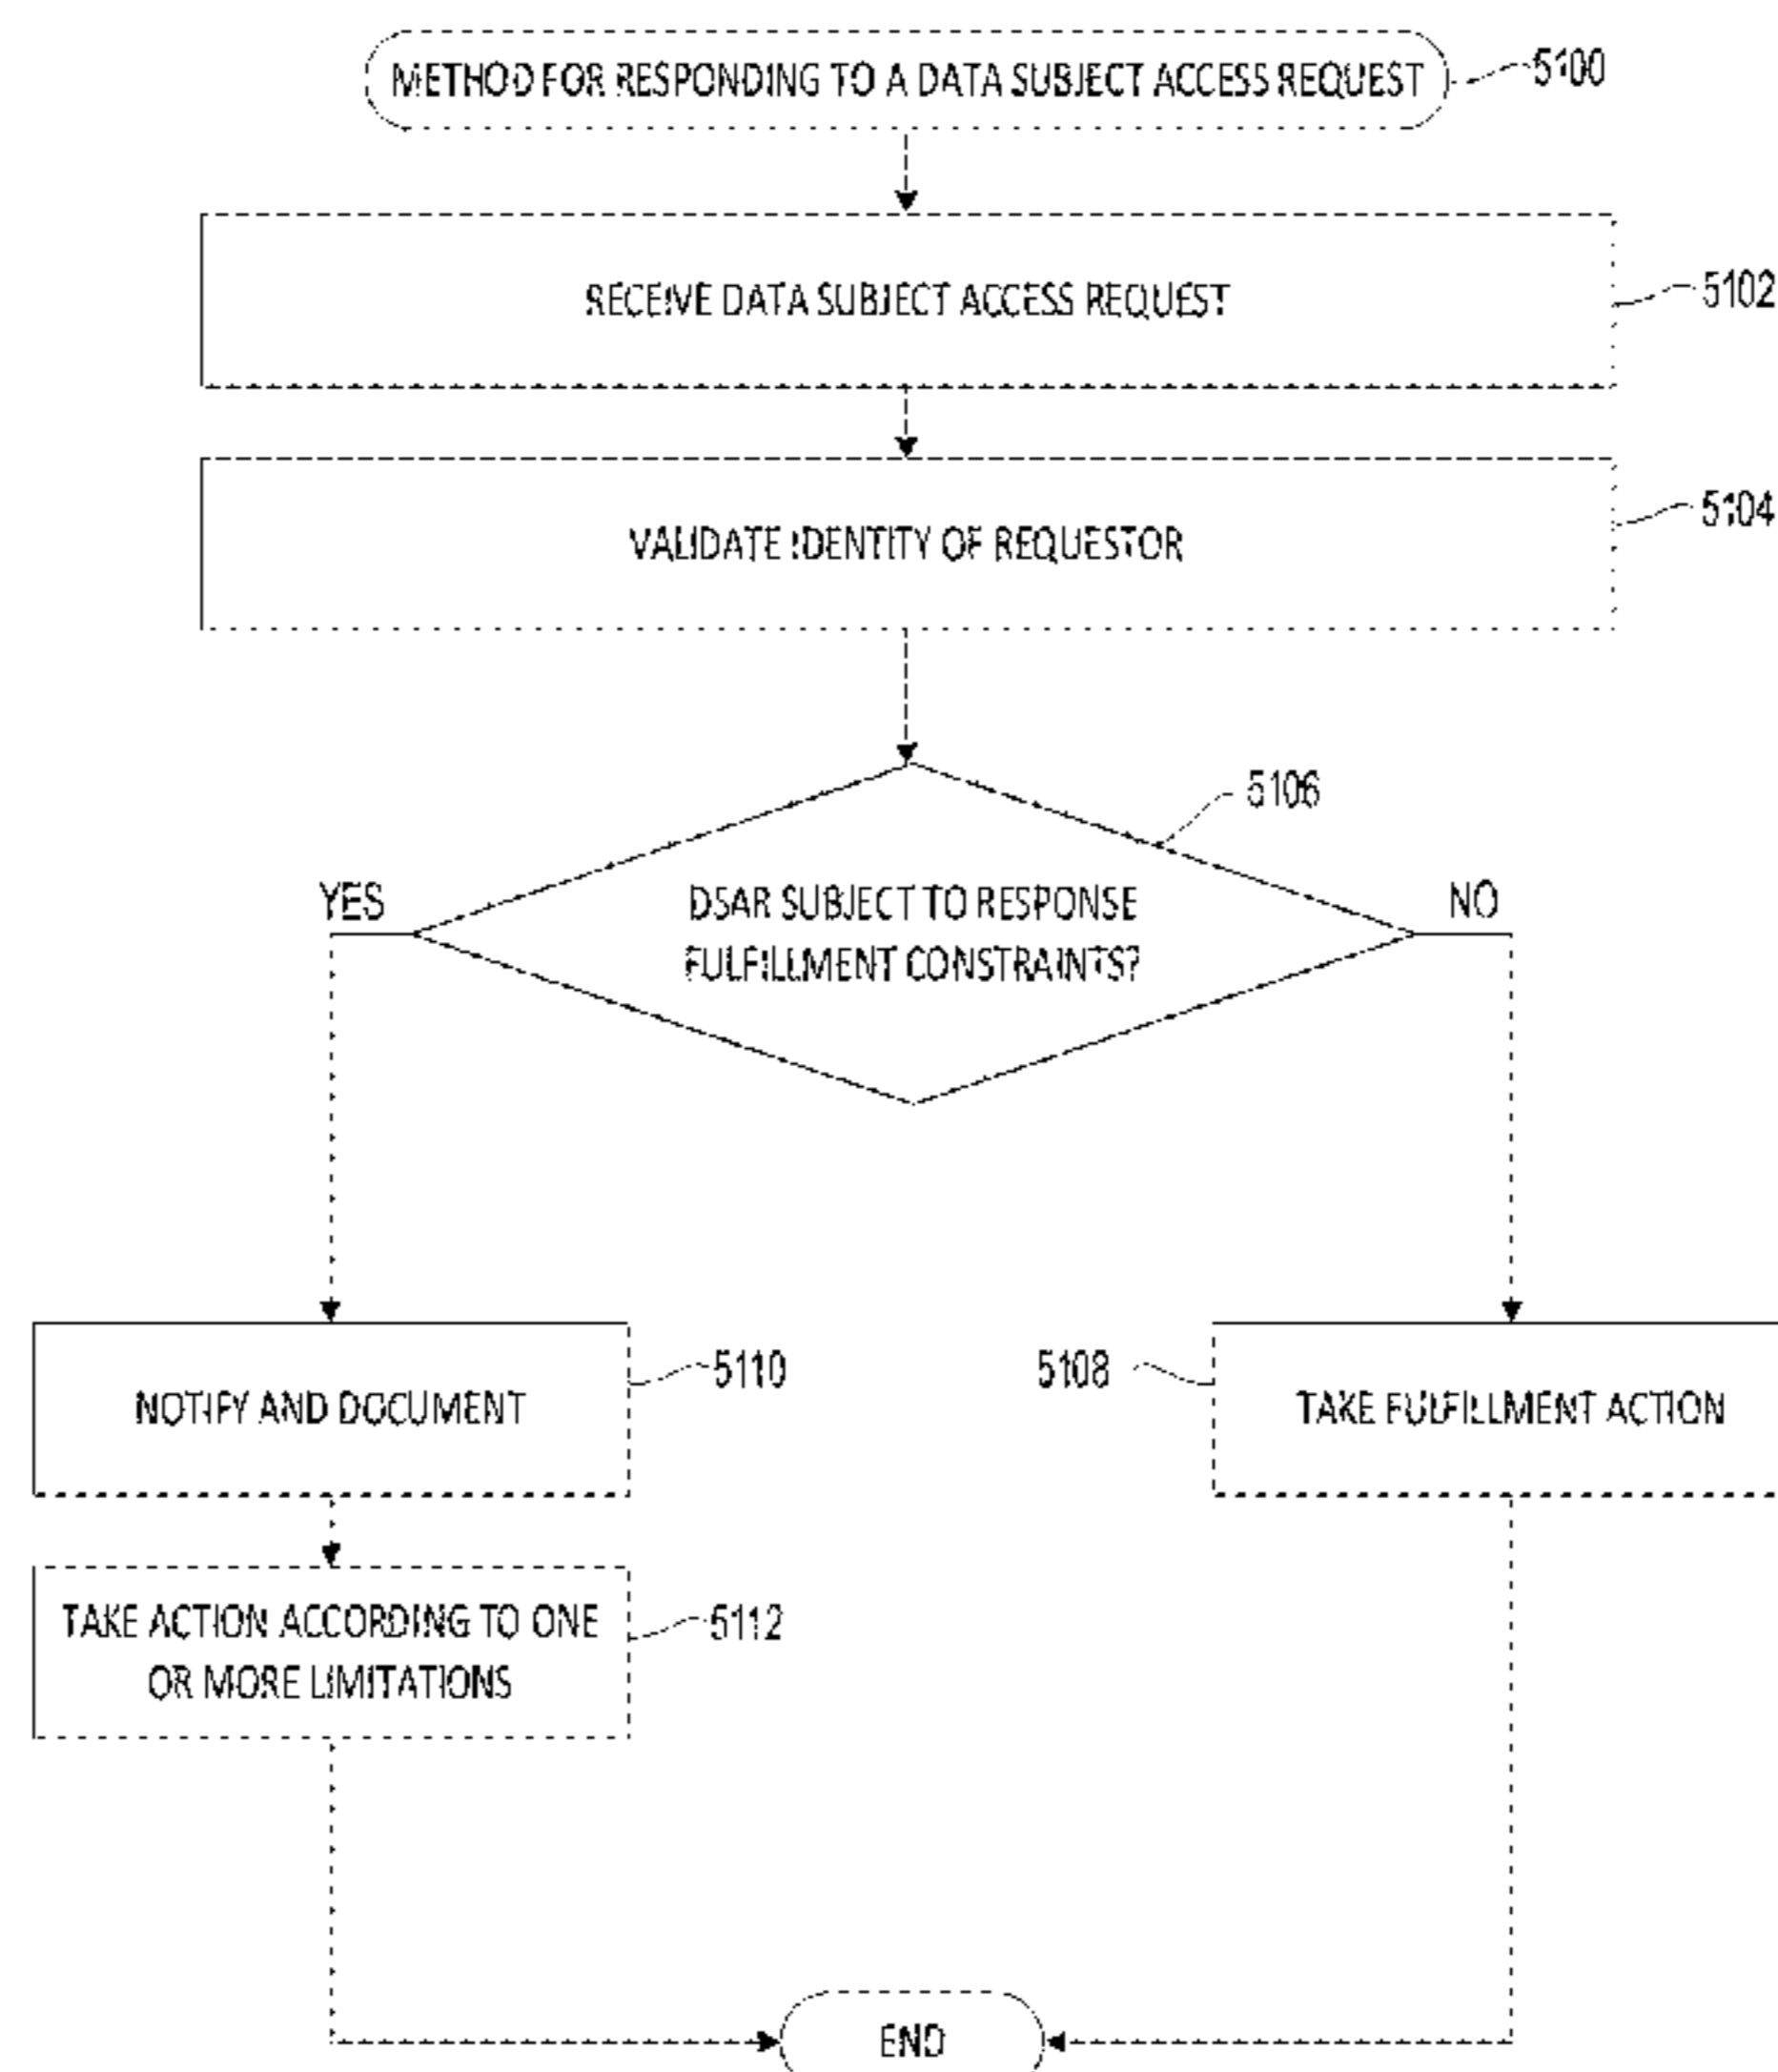 METHOD FOR RESPONDING TO A DATA SUBJECT ACCESS REQUEST
5100
RECEIVE DATA SUBJECT ACCESS REQUEST
5102
VALIDATE IDENTITY OF REQUESTOR
5104
5106
YES
DSAR SUBJECT TO RESPONSE
FULFILLMENT CONSTRAINTS?
NO
NOTIFY AND DOCUMENT
5110
5108
TAKE FULFILLMENT ACTION
TAKE ACTION ACCORDING TO ONE
OR MORE LIMITATIONS
5112
END